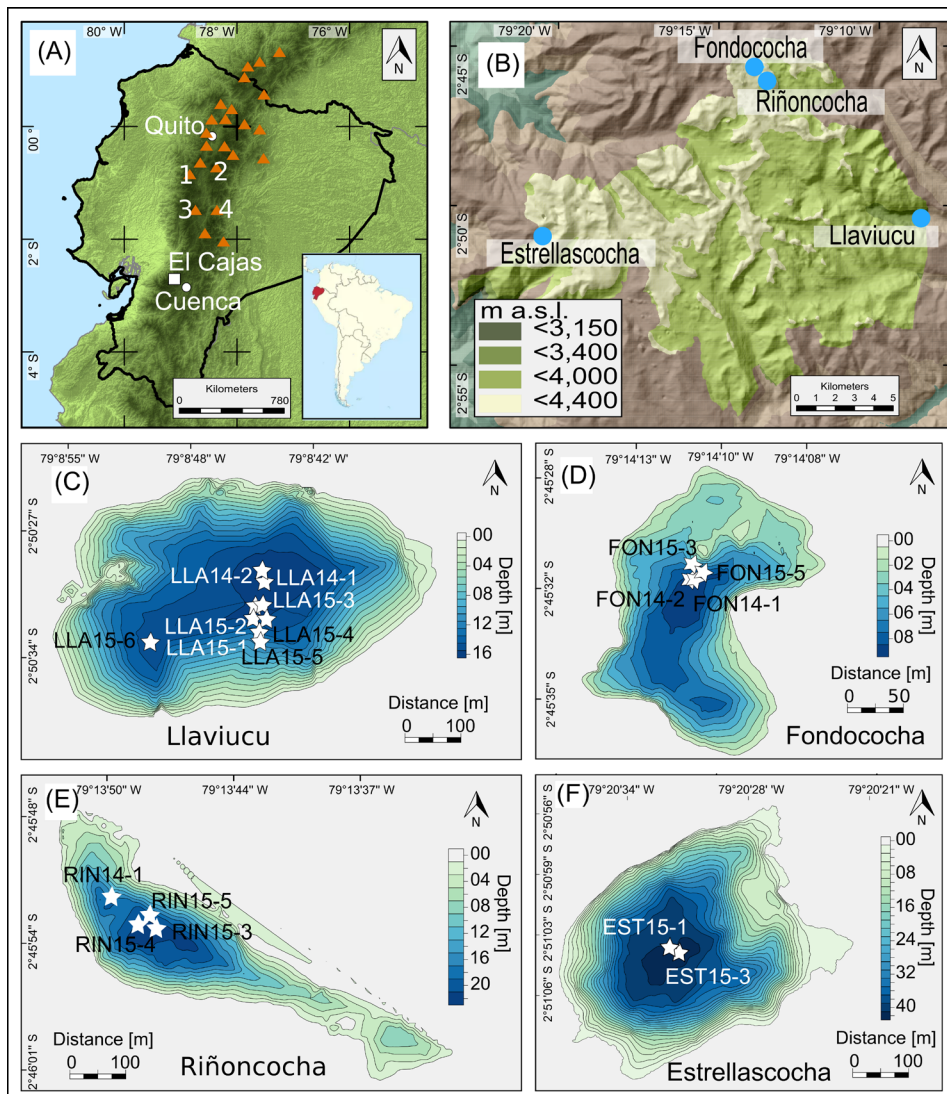 (A)
80° W
78° W
76° W
N
00 °
2 ° S
4 ° S
Quito
1
2
3
4
El Cajas
Cuenca
Kilometers
0
780
(B)
79°20' W
79°15' W
79°10' W
N
2°45' S
2°50' S
2°55' S
Fondococha
Riñoncocha
Llaviucu
Estrellascocha
m a.s.l.
<3,150
<3,400
<4,000
<4,400
Kilometers
0 1 2 3 4 5
(C)
79°8'55" W
79°8'48" W
79°8'42" W
N
2°50'27" S
2°50'34" S
LLA14-2
LLA14-1
LLA15-3
LLA15-2
LLA15-4
LLA15-6
LLA15-1
LLA15-5
00
04
08
12
16
Depth [m]
Distance [m]
0 100
Llaviucu
(D)
79°14'13" W
79°14'10" W
79°14'08" W
N
2°45'28" S
2°45'32" S
2°45'35" S
FON15-3
FON15-5
FON14-2
FON14-1
00
02
04
06
08
Depth [m]
Distance [m]
0 50
Fondococha
(E)
79°13'50" W
79°13'44" W
79°13'37" W
N
2°45'48" S
2°45'54" S
2°46'01" S
RIN14-1
RIN15-5
RIN15-4
RIN15-3
00
04
08
12
16
20
Depth [m]
Distance [m]
0 100
Riñoncocha
(F)
79°20'34" W
79°20'28" W
79°20'21" W
N
2°50'56" S
2°50'59" S
2°51'03" S
2°51'06" S
EST15-1
EST15-3
00
08
16
24
32
40
Depth [m]
Distance [m]
0 100
Estrellascocha